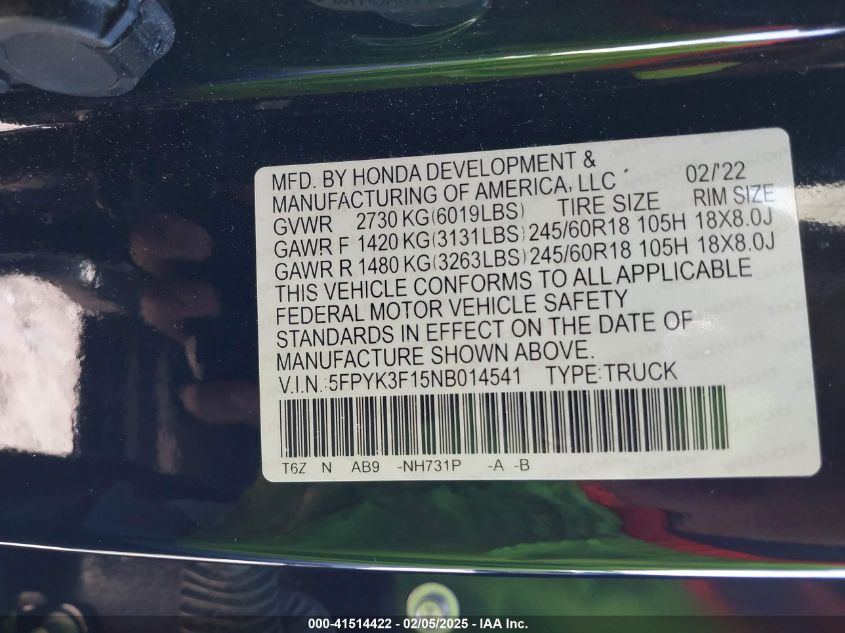 MFD. BY HONDA DEVELOPMENT &
MANUFACTURING OF AMERICA, LLC 02/'22
GVWR 2730 KG(6019LBS) TIRE SIZE RIM SIZE
GAWR F 1420 KG(3131LBS) 245/60R18 105H 18X8.0J
GAWR R 1480 KG(3263LBS) 245/60R18 105H 18X8.0J
THIS VEHICLE CONFORMS TO ALL APPLICABLE
FEDERAL MOTOR VEHICLE SAFETY
STANDARDS IN EFFECT ON THE DATE OF
MANUFACTURE SHOWN ABOVE.
V.I.N.:5FPYK3F15NB014541 TYPE:TRUCK
T6Z N AB9 -NH731P -A -B
000-41514422 - 02/05/2025 - IAA Inc.